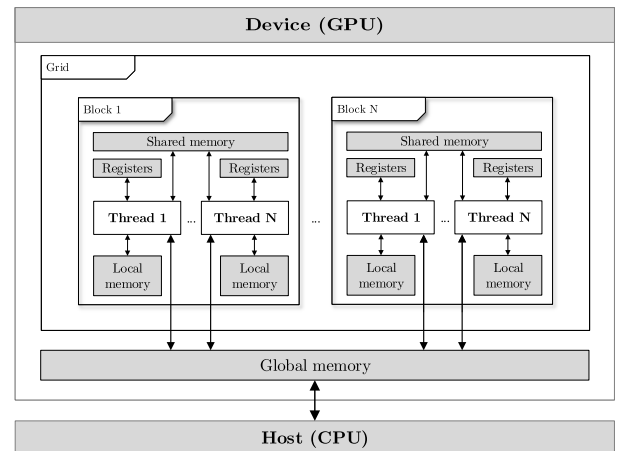 Device (GPU)
Grid
Block 1
Block N
Shared memory
Shared memory
Registers
Registers
Registers
Registers
Thread 1
...
Thread N
...
Thread 1
...
Thread N
Local
memory
Local
memory
Local
memory
Local
memory
Global memory
Host (CPU)